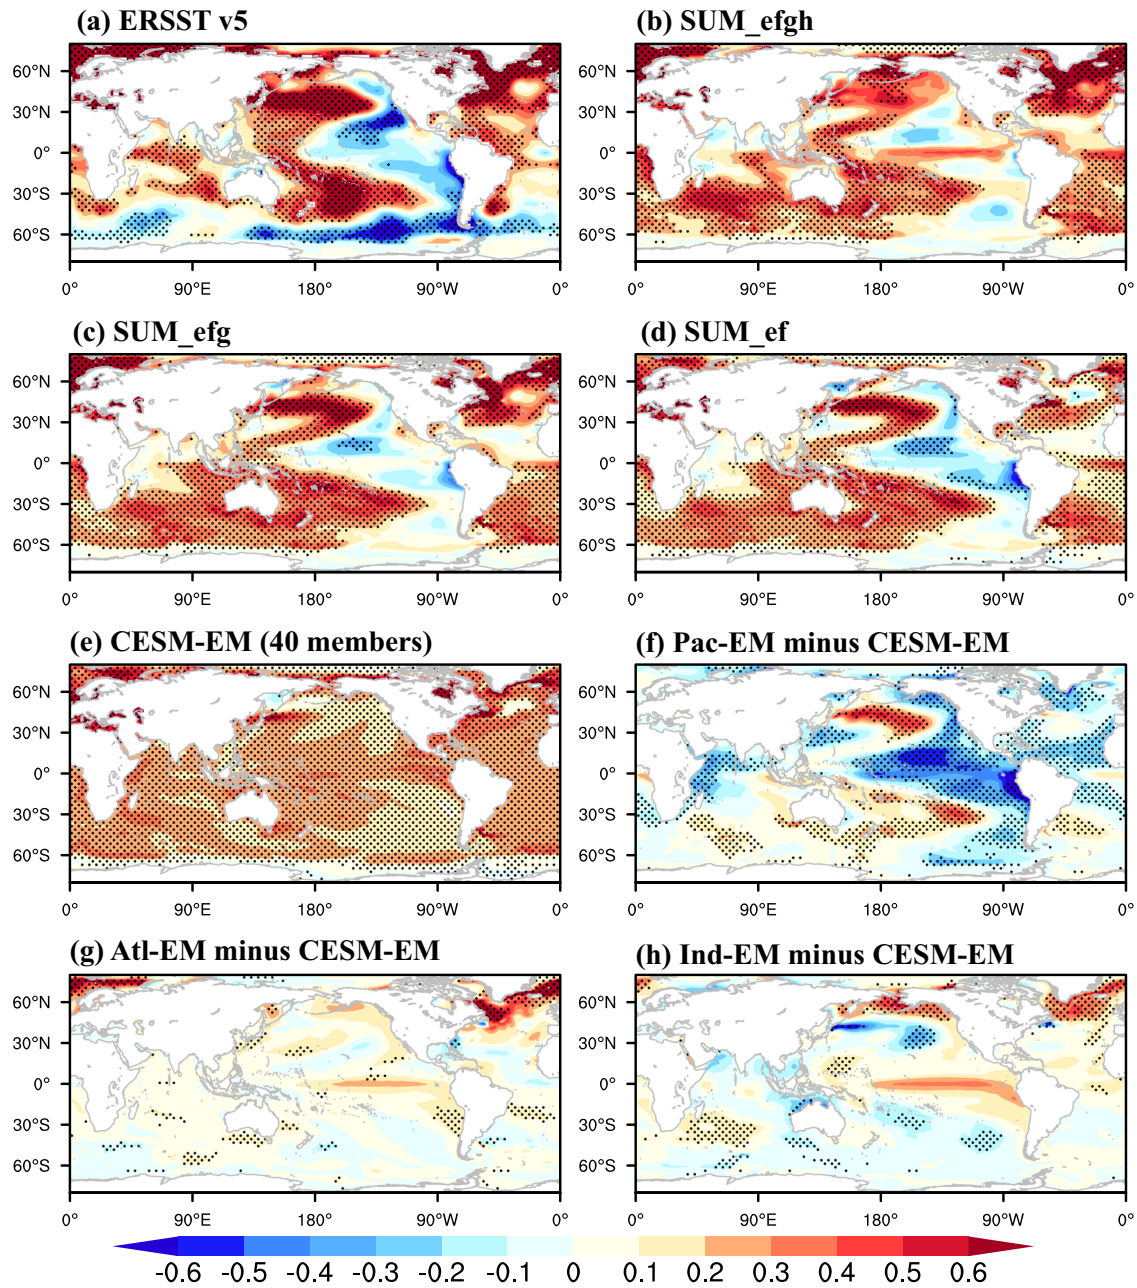 (a) ERSST v5
(b) SUM_efgh
60°N
30°N
0°
30°S
60°S
0°
90°E
180°
90°W
0°
60°N
30°N
0°
30°S
60°S
0°
90°E
180°
90°W
0°
(c) SUM_efg
(d) SUM_ef
60°N
30°N
0°
30°S
60°S
0°
90°E
180°
90°W
0°
60°N
30°N
0°
30°S
60°S
0°
90°E
180°
90°W
0°
(e) CESM-EM (40 members)
(f) Pac-EM minus CESM-EM
60°N
30°N
0°
30°S
60°S
0°
90°E
180°
90°W
0°
60°N
30°N
0°
30°S
60°S
0°
90°E
180°
90°W
0°
(g) Atl-EM minus CESM-EM
(h) Ind-EM minus CESM-EM
60°N
30°N
0°
30°S
60°S
0°
90°E
180°
90°W
0°
60°N
30°N
0°
30°S
60°S
0°
90°E
180°
90°W
0°
-0.6 -0.5 -0.4 -0.3 -0.2 -0.1 0 0.1 0.2 0.3 0.4 0.5 0.6